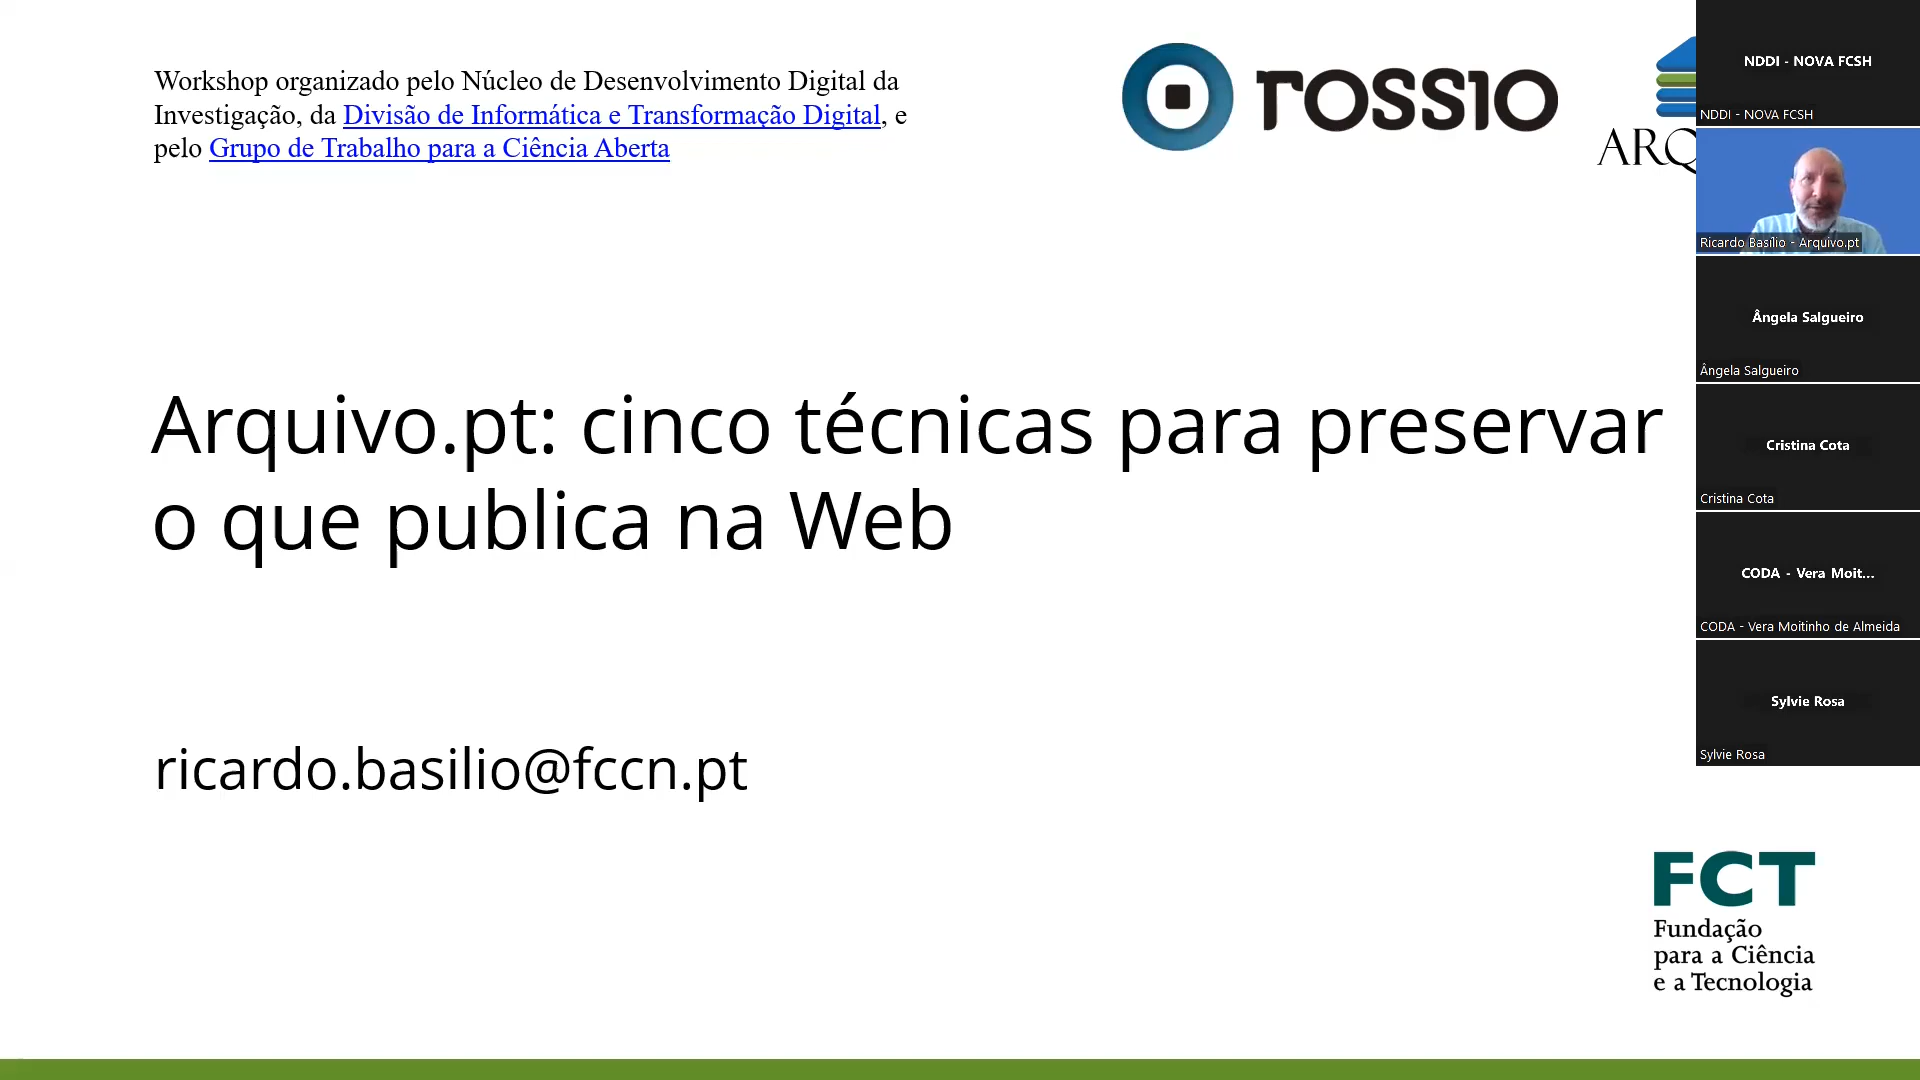 Workshop organizado pelo Núcleo de Desenvolvimento Digital da
Investigação, da Divisão de Informática e Transformação Digital, e
pelo Grupo de Trabalho para a Ciência Aberta
rossio
ARQ
Arquivo.pt: cinco técnicas para preservar
o que publica na Web
ricardo.basilio@fccn.pt
FCT
Fundação
para a Ciência
e a Tecnologia
NDDI - NOVA FCSH
NDDI - NOVA FCSH
Ricardo Basílio - Arquivo.pt
Ângela Salgueiro
Ângela Salgueiro
Cristina Cota
Cristina Cota
CODA - Vera Moit...
CODA - Vera Moitinho de Almeida
Sylvie Rosa
Sylvie Rosa